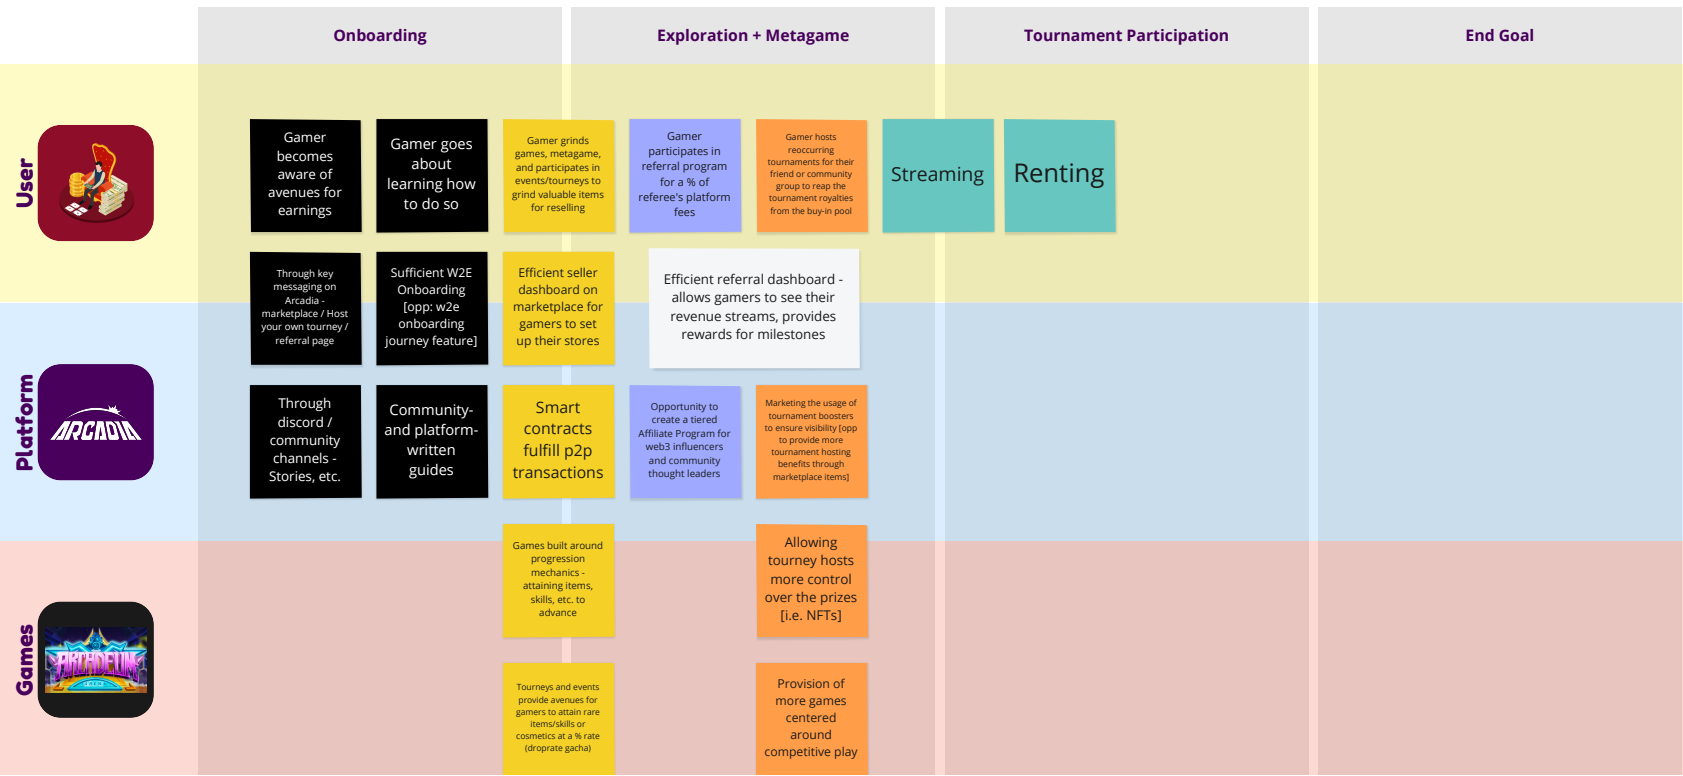 Onboarding
Exploration + Metagame
Tournament Participation
End Goal
User
Gamer
becomes
aware of
avenues for
earnings
Gamer goes
about
learning how
to do so
Gamer grinds
games, metagame,
and participates in
events/tourneys to
grind valuable items
for reselling
Gamer
participates in
referral program
for a % of
referee's platform
fees
Gamer hosts
reoccurring
tournaments for their
friend or community
group to reap the
tournament royalties
from the buy-in pool
Streaming
Renting
Through key
messaging on
Arcadia -
marketplace / Host
your own tourney /
referral page
Sufficient W2E
Onboarding
[opp: w2e
onboarding
journey feature]
Efficient seller
dashboard on
marketplace for
gamers to set
up their stores
Efficient referral dashboard -
allows gamers to see their
revenue streams, provides
rewards for milestones
Platform
ARCADIA
Through
discord /
community
channels -
Stories, etc.
Community-
and platform-
written
guides
Smart
contracts
fulfill p2p
transactions
Opportunity to
create a tiered
Affiliate Program for
web3 influencers
and community
thought leaders
Marketing the usage of
tournament boosters
to ensure visibility [opp
to provide more
tournament hosting
benefits through
marketplace items]
Games
ARCADEUM
Games built around
progression
mechanics -
attaining items,
skills, etc. to
advance
Allowing
tourney hosts
more control
over the prizes
[i.e. NFTs]
Tourneys and events
provide avenues for
gamers to attain rare
items/skills or
cosmetics at a % rate
(droprate gacha)
Provision of
more games
centered
around
competitive play